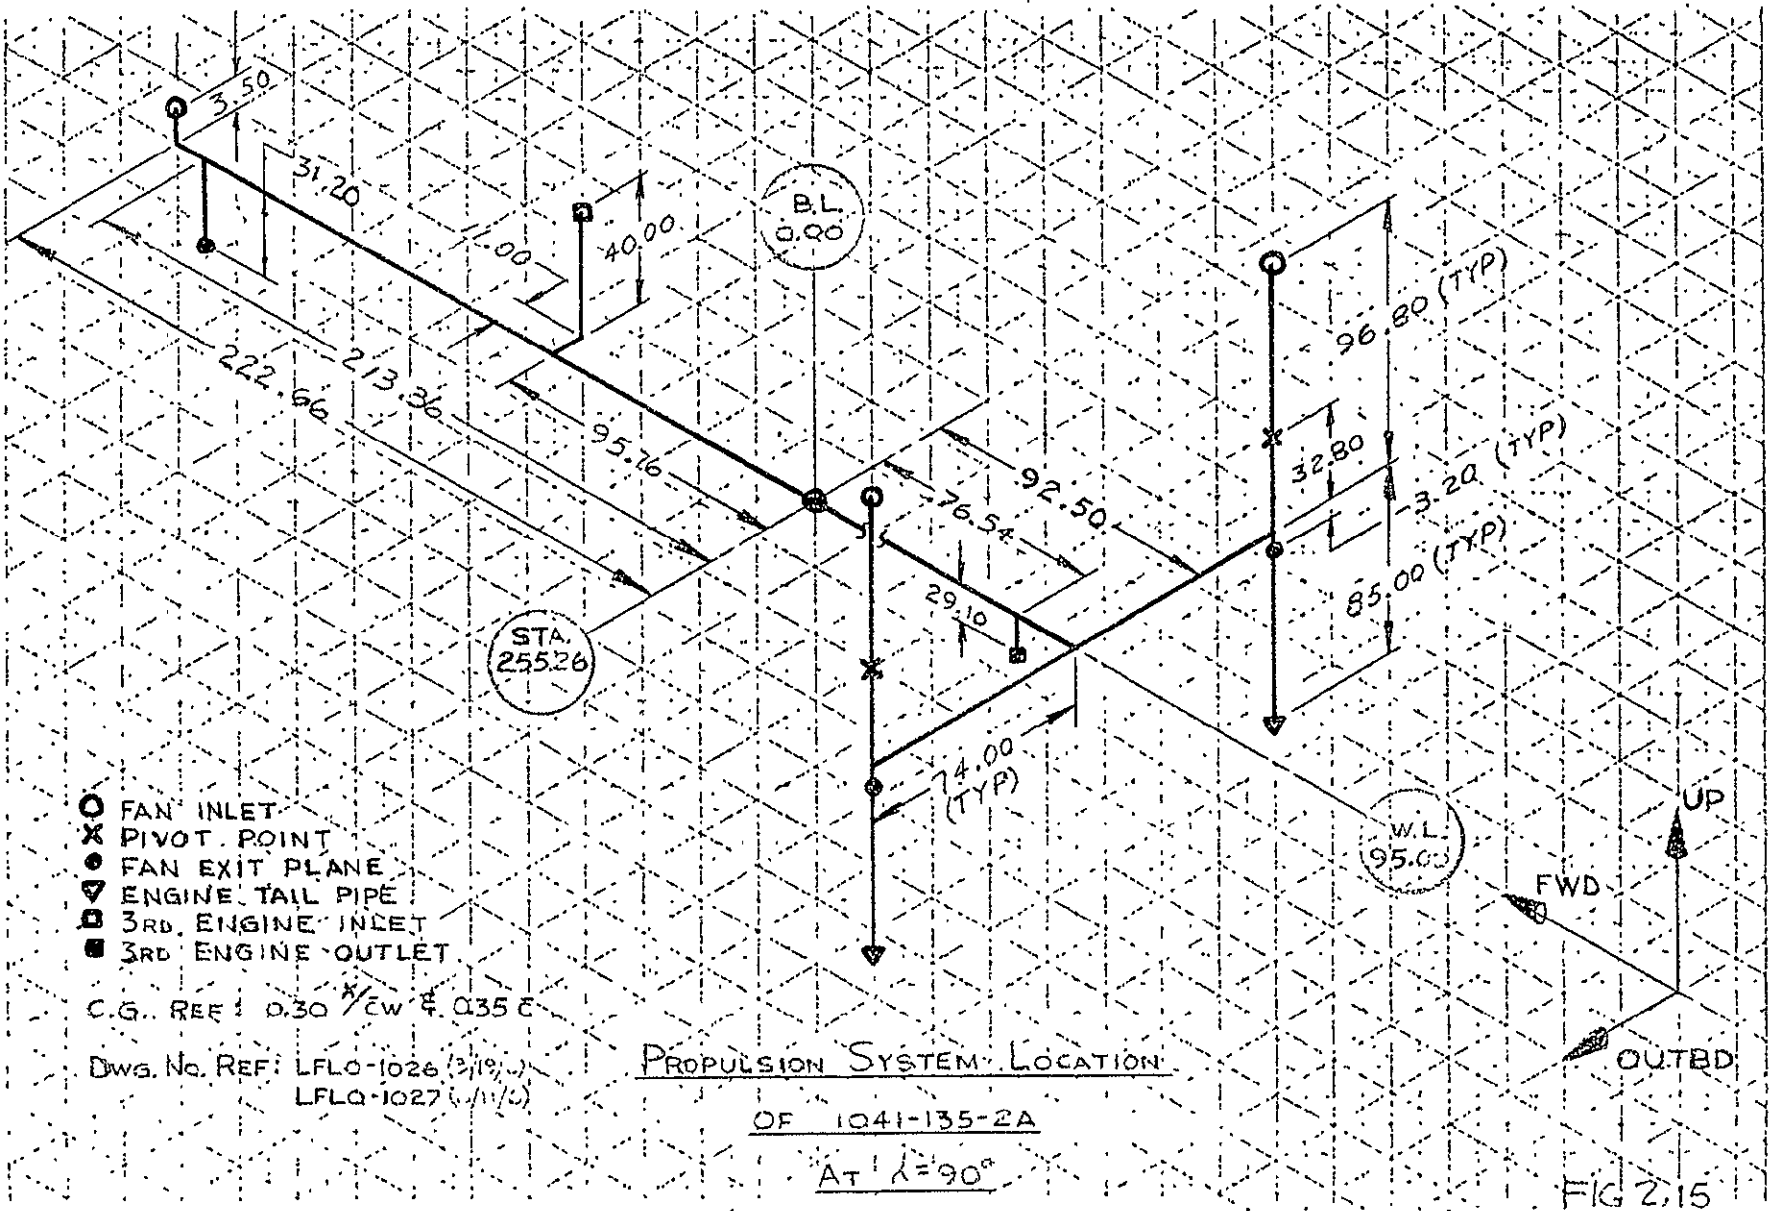 3.50
31.20
.00
40.00
B.L.
0.00
96.80 (TYP)
222.66
213.36
95.76
92.50
76.54
32.80
3.20 (TYP)
85.00 (TYP)
29.10
STA.
255.26
74.00
(TYP)
W.L.
UP
FWD
OUTBD
FAN INLET
PIVOT POINT
FAN EXIT PLANE
ENGINE TAIL PIPE
3RD. ENGINE INLET
3RD ENGINE OUTLET
C.G. REF: 0.30 X/CW & 0.35 C̄
DWG. NO. REF: LFLO-1026
LFLO-1027
PROPULSION SYSTEM LOCATION
OF 1041-135-2A
AT λ=90°
FIG 2.15